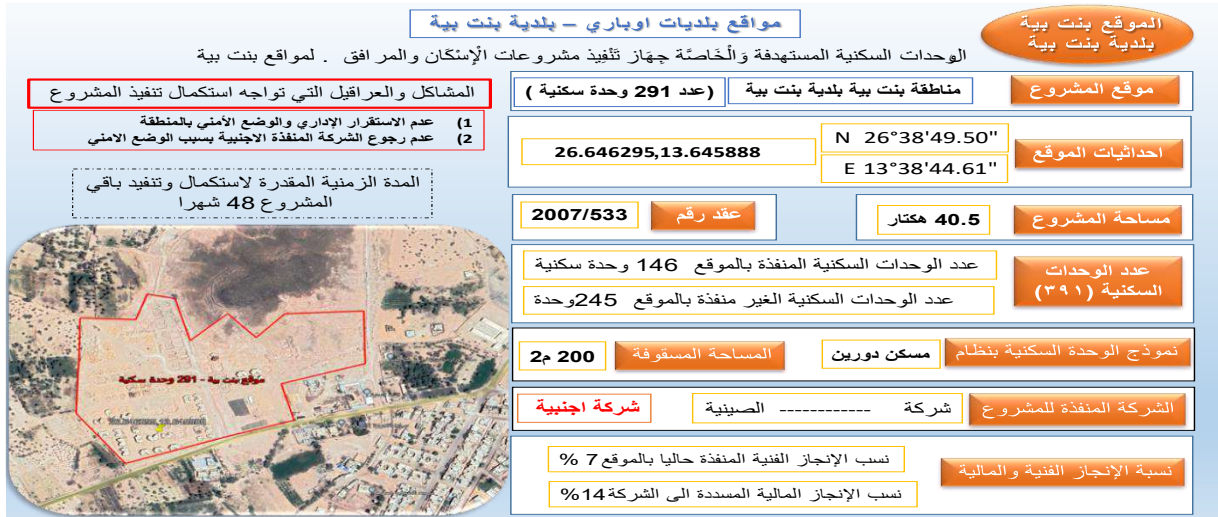 مواقع بلديات اوباري – بلدية بنت بية
الموقع بنت بية
بلدية بنت بية
الوحدات السكنية المستهدفة وَالْخَاصَّة جِهَاز تَنْفِيذ مشروعات الْإِسْكَان والمرافق . لمواقع بنت بية
موقع المشروع
مناطقة بنت بية بلدية بنت بية
(عدد 291 وحدة سكنية )
احداثيات الموقع
N 26°38'49.50"
E 13°38'44.61"
26.646295,13.645888
مساحة المشروع
40.5 هكتار
عقد رقم
2007/533
عدد الوحدات
السكنية (٣٩١)
عدد الوحدات السكنية المنفذة بالموقع 146 وحدة سكنية
عدد الوحدات السكنية الغير منفذة بالموقع 245وحدة
نموذج الوحدة السكنية بنظام
مسكن دورين
المساحة المسقوفة
200 م2
الشركة المنفذة للمشروع
شركة ------------ الصينية
شركة اجنبية
نسبة الإنجاز الفنية والمالية
نسب الإنجاز الفنية المنفذة حاليا بالموقع 7 %
نسب الإنجاز المالية المسددة الى الشركة 14%
المشاكل والعراقيل التي تواجه استكمال تنفيذ المشروع
1) عدم الاستقرار الإداري والوضع الأمني بالمنطقة
2) عدم رجوع الشركة المنفذة الاجنبية بسبب الوضع الامني
المدة الزمنية المقدرة لاستكمال وتنفيد باقي
المشروع 48 شهرا
موقع بنت بية - 291 وحدة سكنية